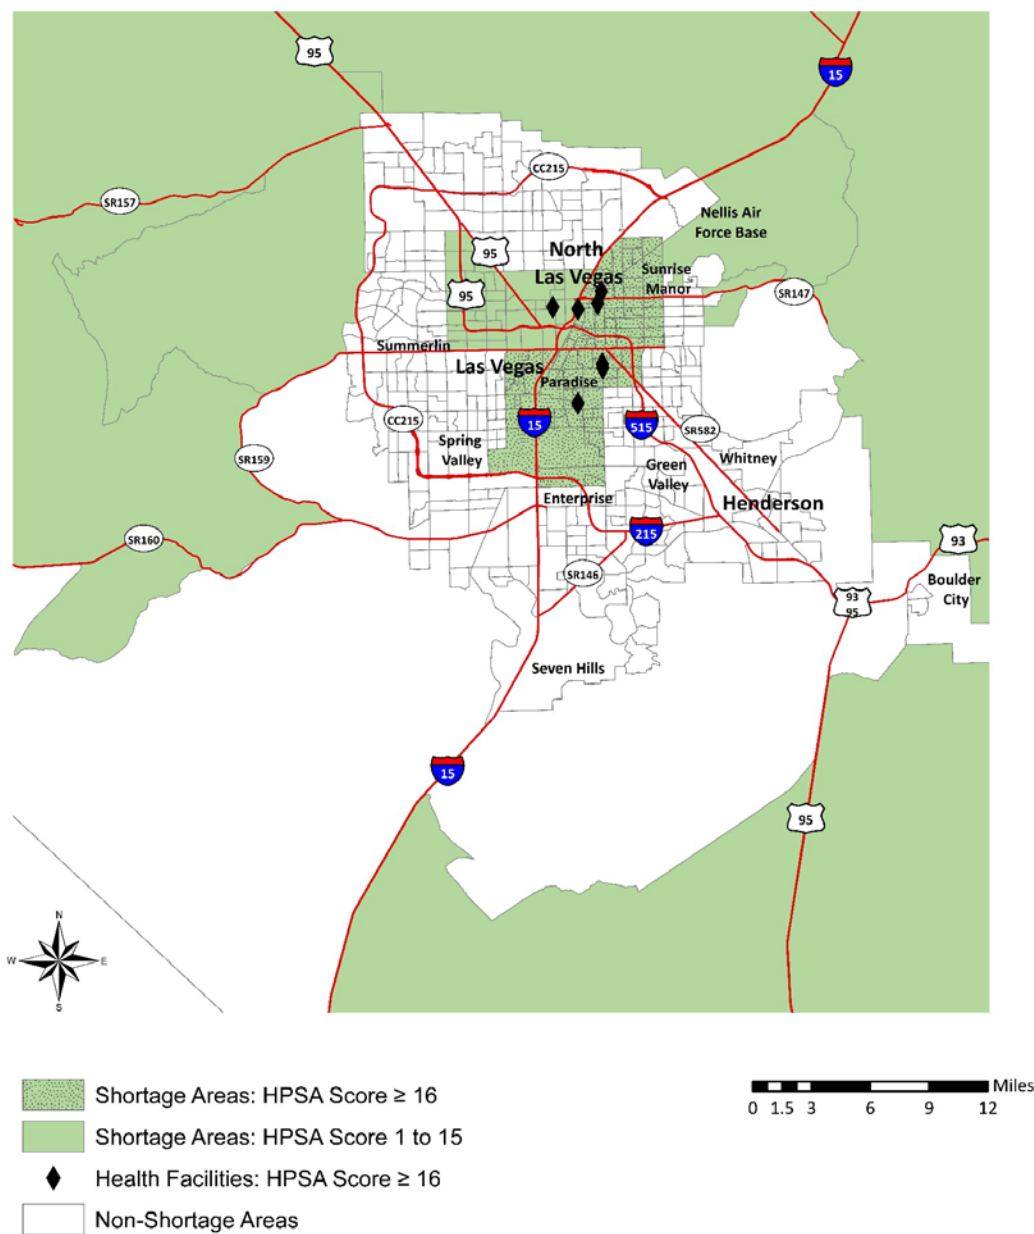 95
15
CC215
SR157
Nellis Air
Force Base
North
Las Vegas
95
Sunrise
Manor
95
SR147
Summerlin
Las Vegas
Paradise
CC215
15
515
SR582
Spring
Valley
SR159
Whitney
Green
Valley
Enterprise
Henderson
215
SR160
93
SR146
Boulder
City
93
95
Seven Hills
15
95
N
W
E
S
Shortage Areas: HPSA Score ≥ 16
Shortage Areas: HPSA Score 1 to 15
Health Facilities: HPSA Score ≥ 16
Non-Shortage Areas
Miles
0 1.5 3 6 9 12